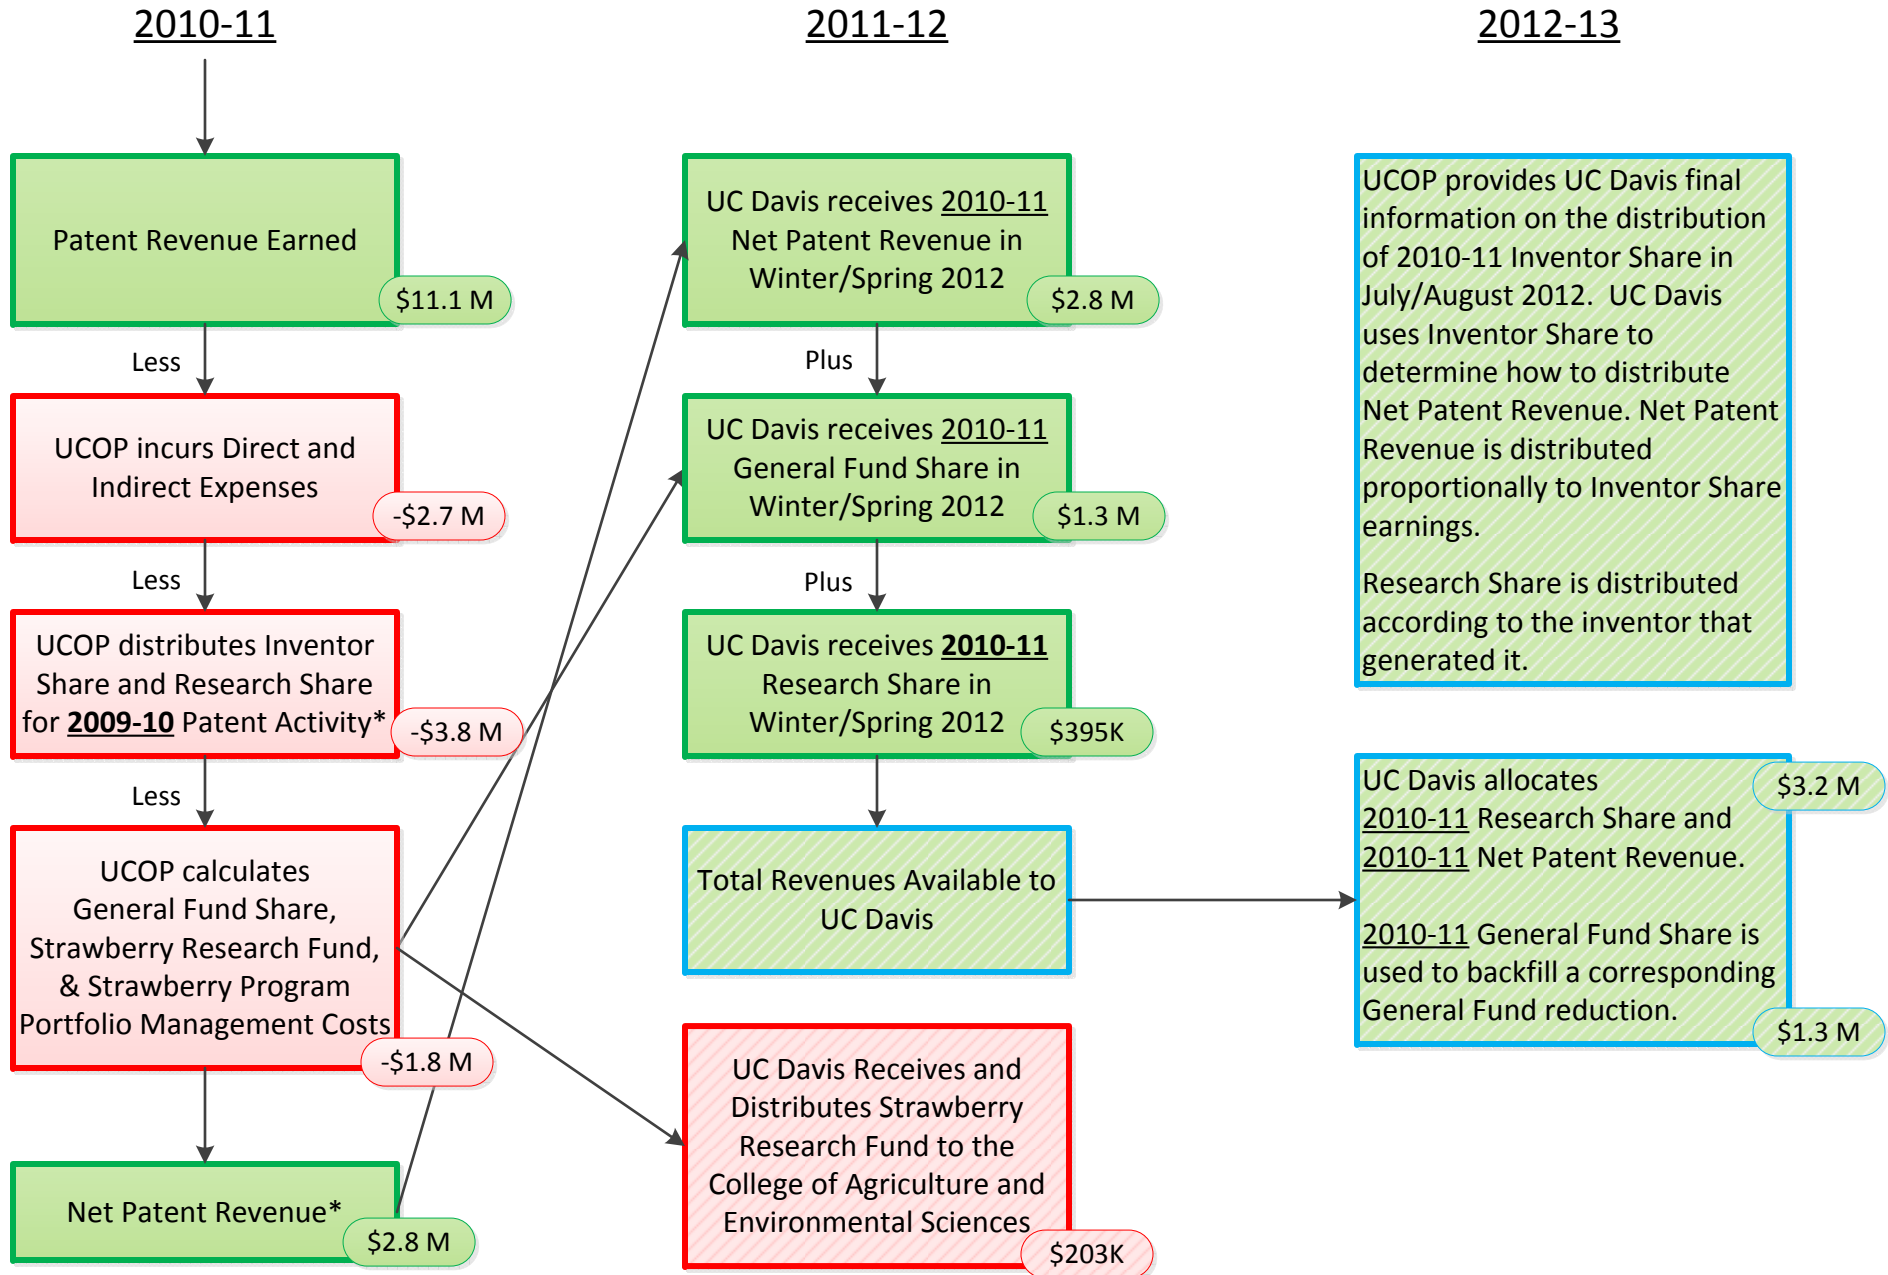 2010-11
Patent Revenue Earned
$11.1 M
Less
UCOP incurs Direct and
Indirect Expenses
-$2.7 M
Less
UCOP distributes Inventor
Share and Research Share
for 2009-10 Patent Activity*
-$3.8 M
Less
UCOP calculates
General Fund Share,
Strawberry Research Fund,
& Strawberry Program
Portfolio Management Costs
-$1.8 M
Net Patent Revenue*
$2.8 M
2011-12
UC Davis receives 2010-11
Net Patent Revenue in
Winter/Spring 2012
$2.8 M
Plus
UC Davis receives 2010-11
General Fund Share in
Winter/Spring 2012
$1.3 M
Plus
UC Davis receives 2010-11
Research Share in
Winter/Spring 2012
$395K
Total Revenues Available to
UC Davis
UC Davis Receives and
Distributes Strawberry
Research Fund to the
College of Agriculture and
Environmental Sciences
$203K
2012-13
UCOP provides UC Davis final
information on the distribution
of 2010-11 Inventor Share in
July/August 2012.  UC Davis
uses Inventor Share to
determine how to distribute
Net Patent Revenue. Net Patent
Revenue is distributed
proportionally to Inventor Share
earnings.
Research Share is distributed
according to the inventor that
generated it.
UC Davis allocates
$3.2 M
2010-11 Research Share and
2010-11 Net Patent Revenue.
2010-11 General Fund Share is
used to backfill a corresponding
General Fund reduction.
$1.3 M